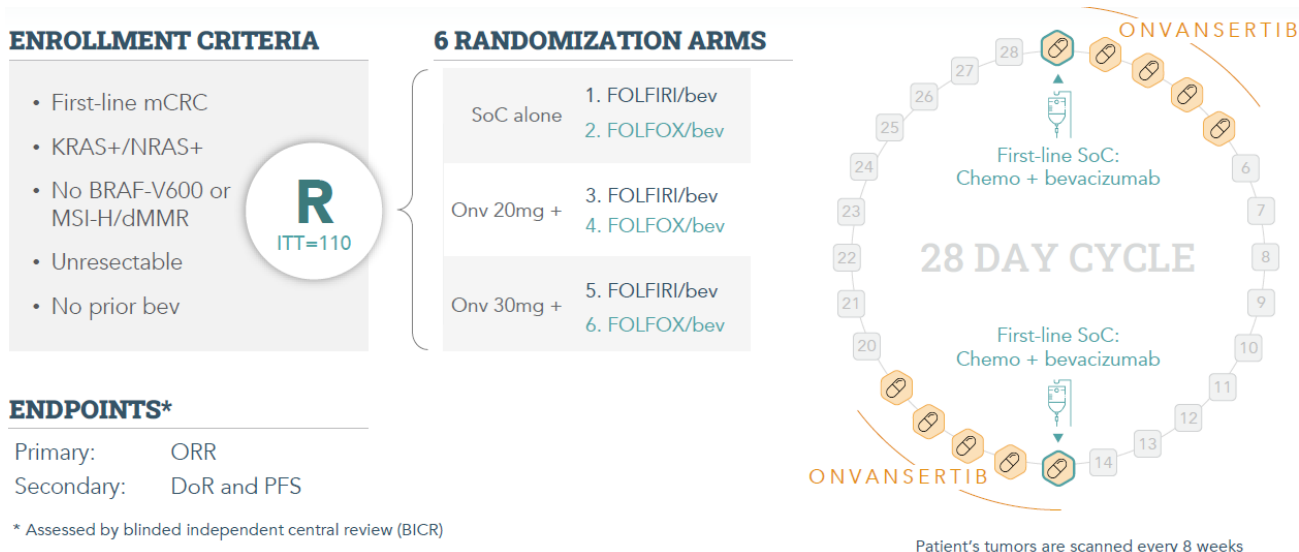 ENROLLMENT CRITERIA
• First-line mCRC
• KRAS+/NRAS+
• No BRAF-V600 or
MSI-H/dMMR
• Unresectable
• No prior bev
R
ITT=110
6 RANDOMIZATION ARMS
SoC alone
1. FOLFIRI/bev
2. FOLFOX/bev
Onv 20mg +
3. FOLFIRI/bev
4. FOLFOX/bev
Onv 30mg +
5. FOLFIRI/bev
6. FOLFOX/bev
ENDPOINTS*
Primary: ORR
Secondary: DoR and PFS
* Assessed by blinded independent central review (BICR)
ONVANSERTIB
First-line SoC:
Chemo + bevacizumab
28 DAY CYCLE
First-line SoC:
Chemo + bevacizumab
ONVANSERTIB
6
7
8
9
10
11
12
13
14
20
21
22
23
24
25
26
27
28
Patient's tumors are scanned every 8 weeks